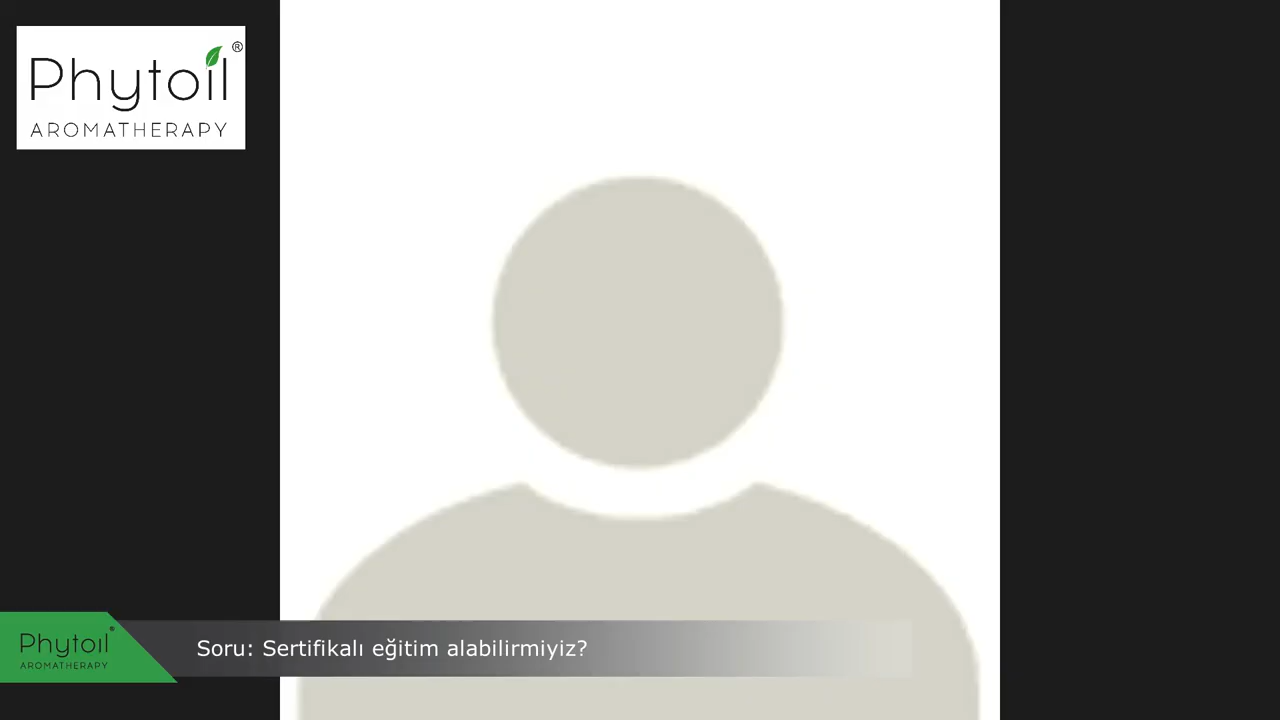 Phytoil®
AROMATHERAPY
Phytoil®
AROMATHERAPY
Soru: Sertifikalı eğitim alabilirmiyiz?